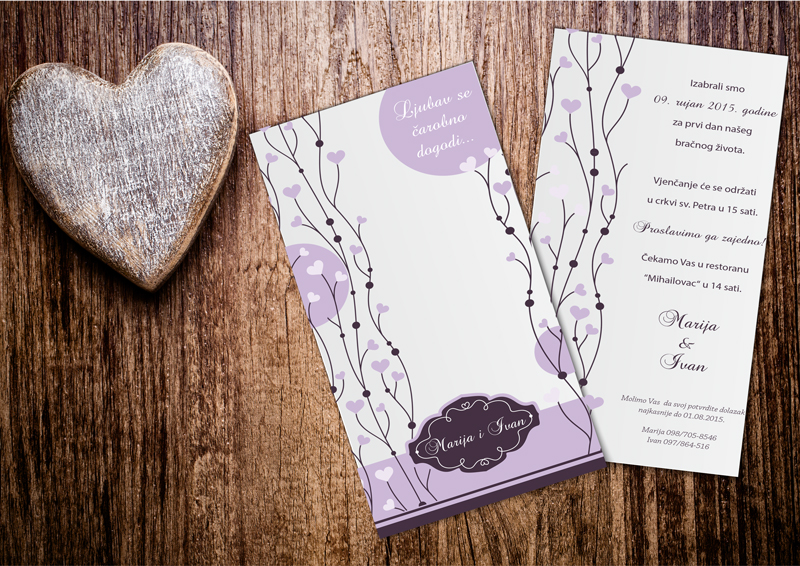 Ljubav se
čarobno
dogodi...
Marija i Ivan
Izabrali smo
09. rujan 2015. godine
za prvi dan našeg
bračnog života.
Vjenčanje će se održati
u crkvi sv. Petra u 15 sati.
Proslavimo ga zajedno!
Čekamo Vas u restoranu
"Mihailovac" u 14 sati.
Marija
&
Ivan
Molimo Vas da svoj potvrdite dolazak
najkasnije do 01.08.2015.
Marija 098/705-8546
Ivan 097/864-516